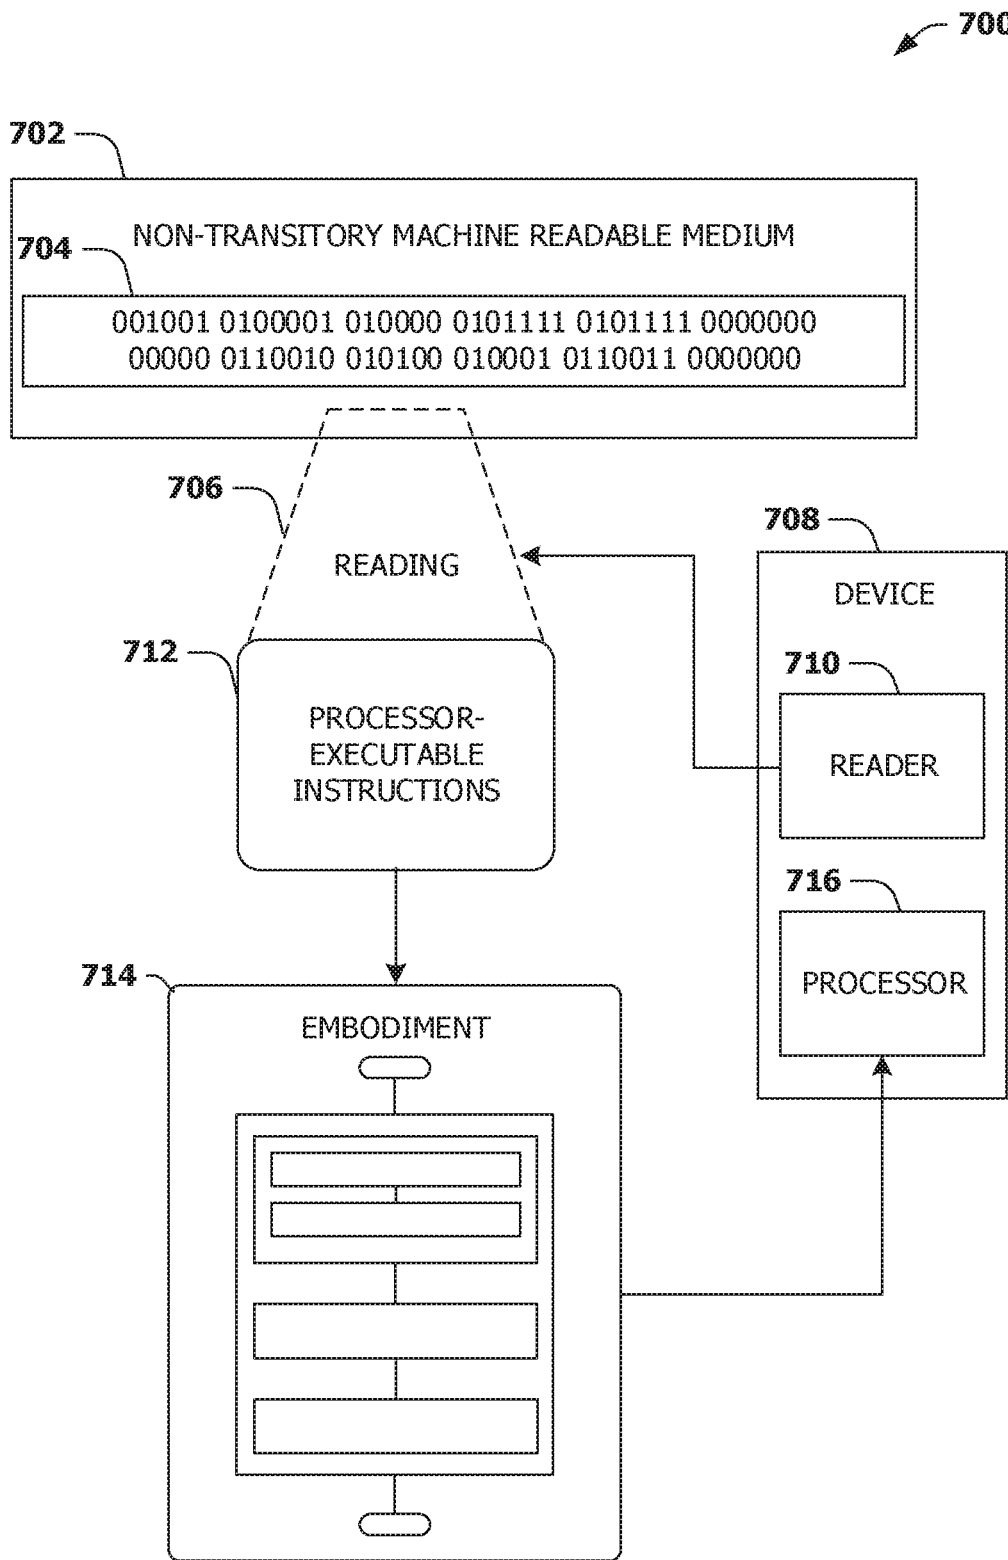 700
702
NON-TRANSITORY MACHINE READABLE MEDIUM
704
001001 0100001 010000 0101111 0101111 0000000
00000 0110010 010100 010001 0110011 0000000
706
READING
708
DEVICE
712
710
PROCESSOR-
EXECUTABLE
INSTRUCTIONS
READER
716
PROCESSOR
714
EMBODIMENT